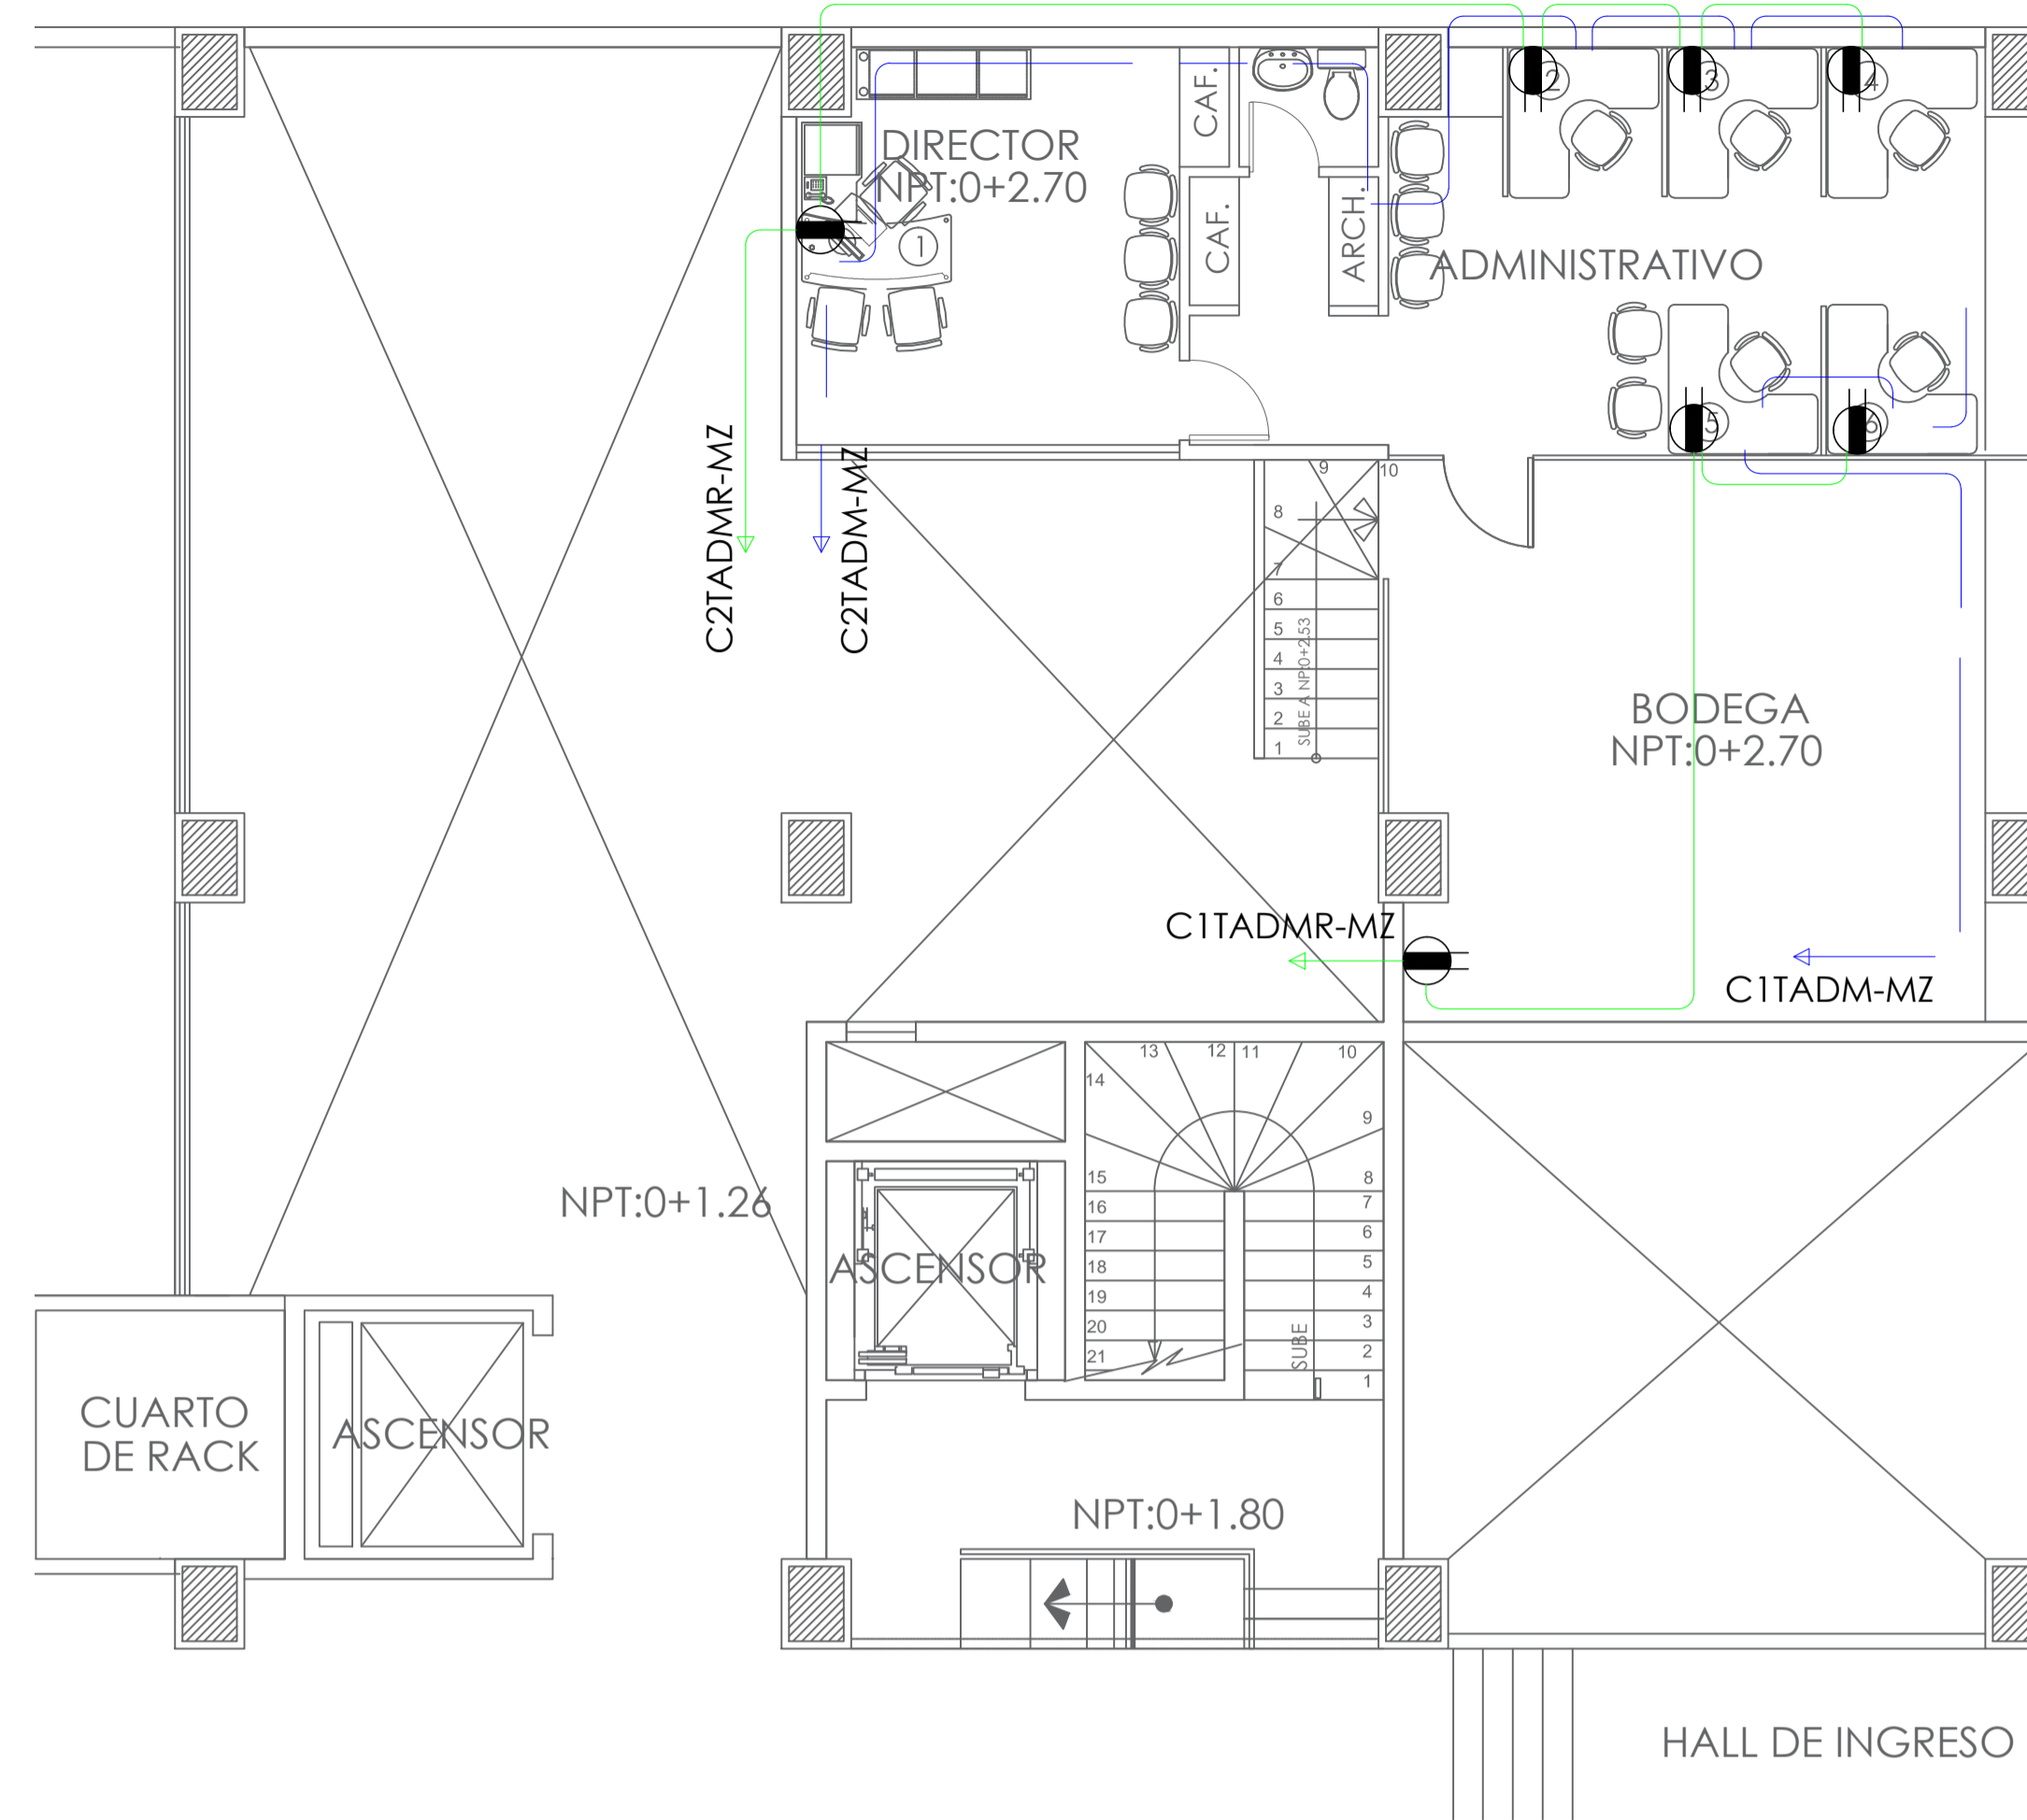 2
3
4
CAF.
DIRECTOR
NPT:0+2.70
1
CAF.
ARCH.
ADMINISTRATIVO
5
6
C2TADMR-MZ
C2TADM-MZ
9
10
8
7
6
5
4
3
2
1
SUBE A NP:0+2.53
BODEGA
NPT:0+2.70
C1TADMR-MZ
C1TADM-MZ
13
12
11
10
14
9
15
8
16
7
17
6
18
5
19
4
20
3
21
2
1
SUBE
NPT:0+1.26
ASCENSOR
CUARTO
DE RACK
ASCENSOR
NPT:0+1.80
HALL DE INGRESO